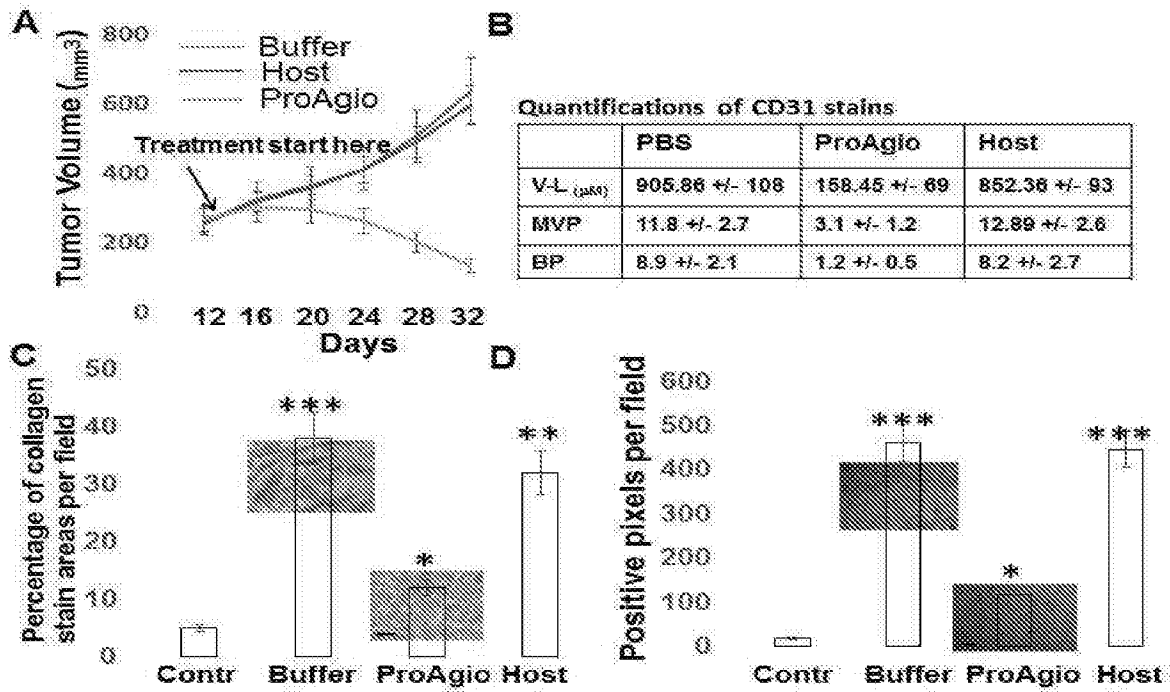 A
800
600
400
200
0
Tumor Volume (mm3)
Buffer
Host
ProAgio
Treatment start here
12 16 20 24 28 32
Days
B
Quantifications of CD31 stains
PBS ProAgio Host
V-L (µM) 905.86 +/- 108 158.45 +/- 69 852.36 +/- 93
MVP 11.8 +/- 2.7 3.1 +/- 1.2 12.89 +/- 2.6
BP 8.9 +/- 2.1 1.2 +/- 0.5 8.2 +/- 2.7
C
50
40
30
20
10
0
Percentage of collagen
stain areas per field
***
*
**
Contr Buffer ProAgio Host
D
600
500
400
300
200
100
0
Positive pixels per field
***
*
***
Contr Buffer ProAgio Host